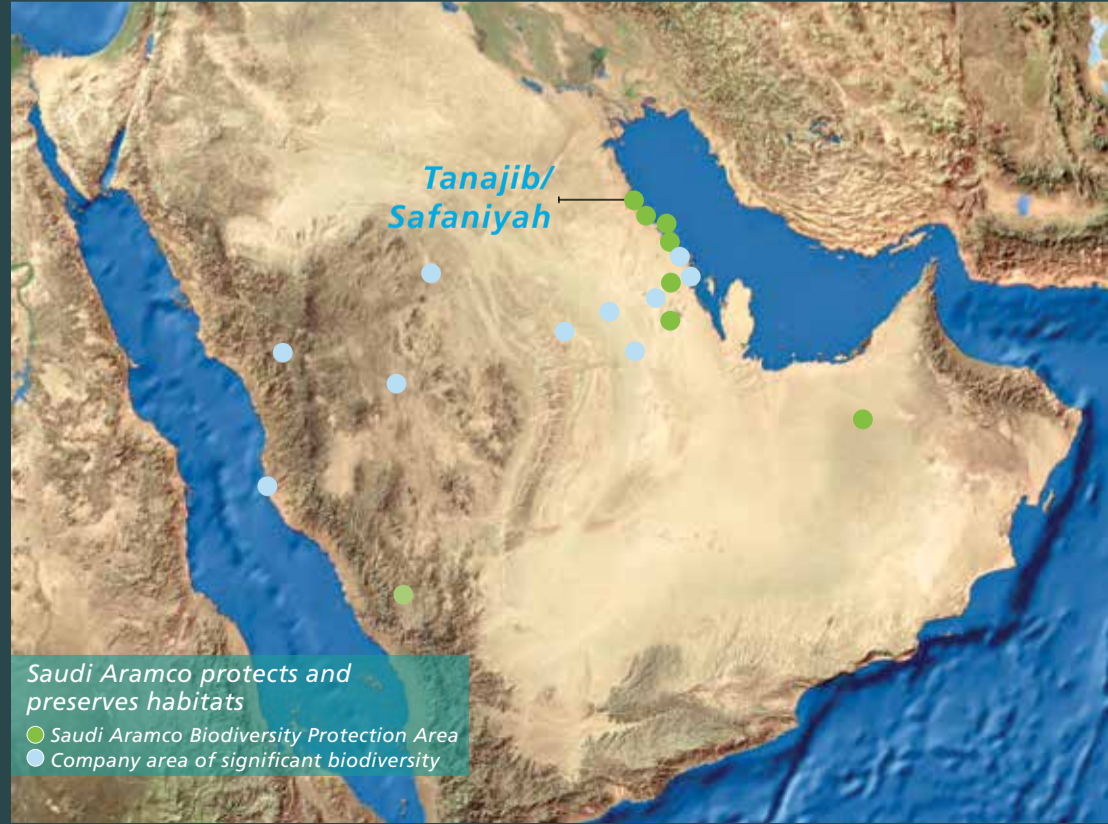 Tanajib/
Safaniyah
Saudi Aramco protects and
preserves habitats
Saudi Aramco Biodiversity Protection Area
Company area of significant biodiversity